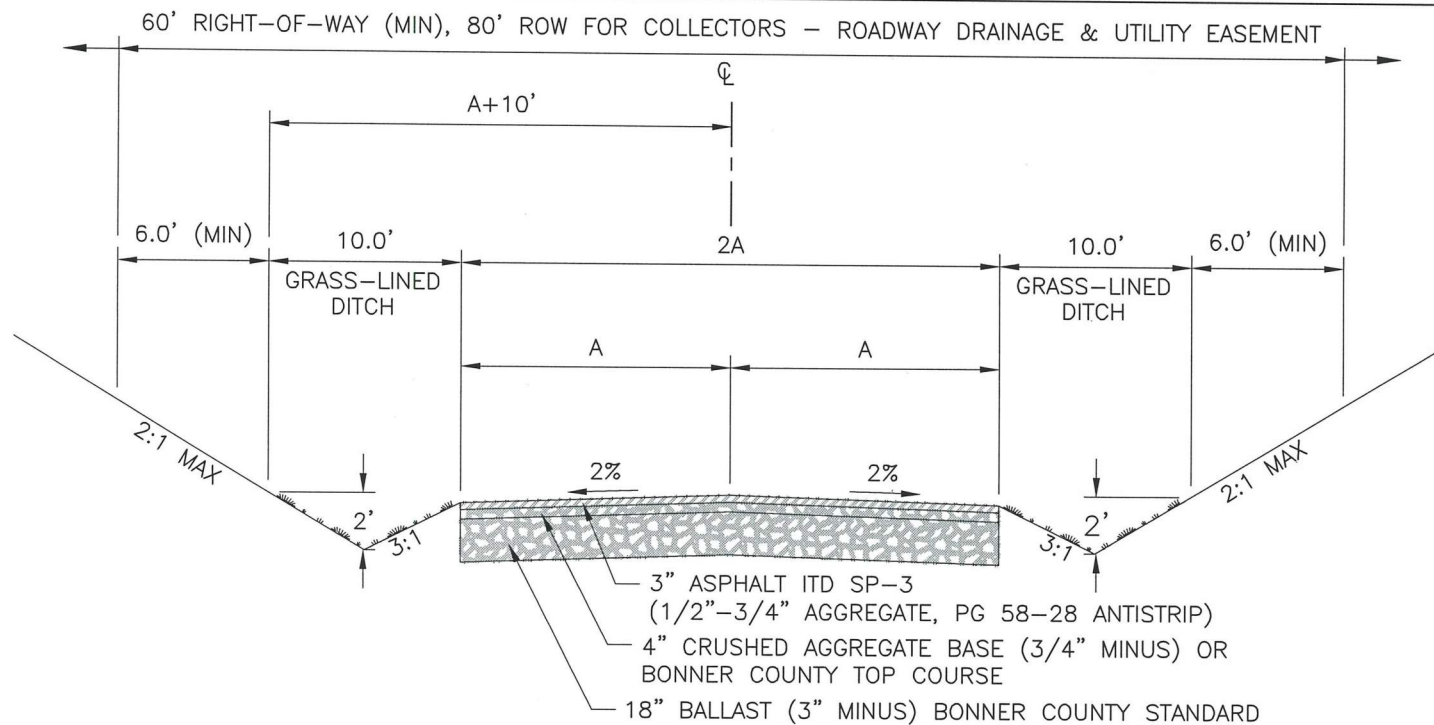 60' RIGHT-OF-WAY (MIN), 80' ROW FOR COLLECTORS – ROADWAY DRAINAGE & UTILITY EASEMENT
℄
A+10'
6.0' (MIN)
10.0'
2A
10.0'
6.0' (MIN)
GRASS-LINED
DITCH
GRASS-LINED
DITCH
A
A
2:1 MAX
2:1 MAX
2%
2%
2'
3:1
3:1
2'
3" ASPHALT ITD SP-3
(1/2"-3/4" AGGREGATE, PG 58-28 ANTISTRIP)
4" CRUSHED AGGREGATE BASE (3/4" MINUS) OR
BONNER COUNTY TOP COURSE
18" BALLAST (3" MINUS) BONNER COUNTY STANDARD